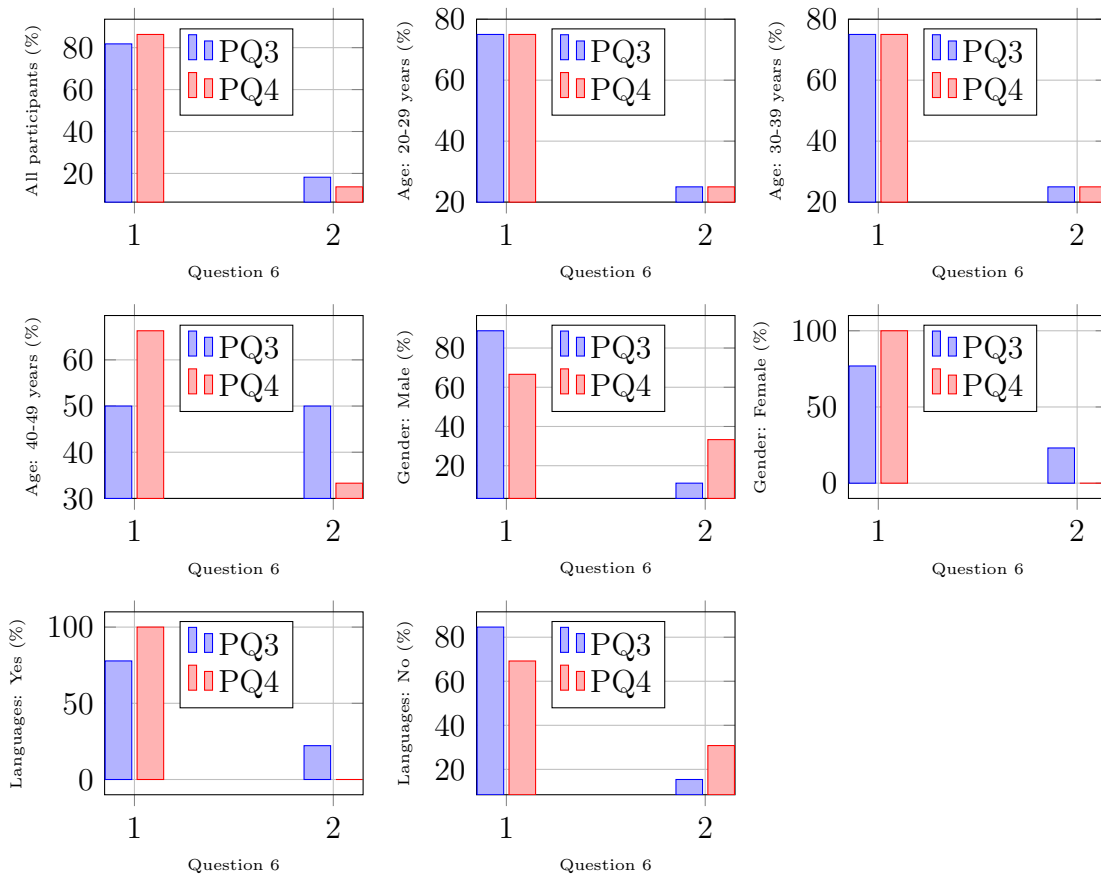 All participants (%)
80
60
40
20
PQ3
PQ4
1
2
Question 6
Age: 20-29 years (%)
80
60
40
20
PQ3
PQ4
1
2
Question 6
Age: 30-39 years (%)
80
60
40
20
PQ3
PQ4
1
2
Question 6
Age: 40-49 years (%)
60
50
40
30
PQ3
PQ4
1
2
Question 6
Gender: Male (%)
80
60
40
20
PQ3
PQ4
1
2
Question 6
Gender: Female (%)
100
50
0
PQ3
PQ4
1
2
Question 6
Languages: Yes (%)
100
50
0
PQ3
PQ4
1
2
Question 6
Languages: No (%)
80
60
40
20
PQ3
PQ4
1
2
Question 6